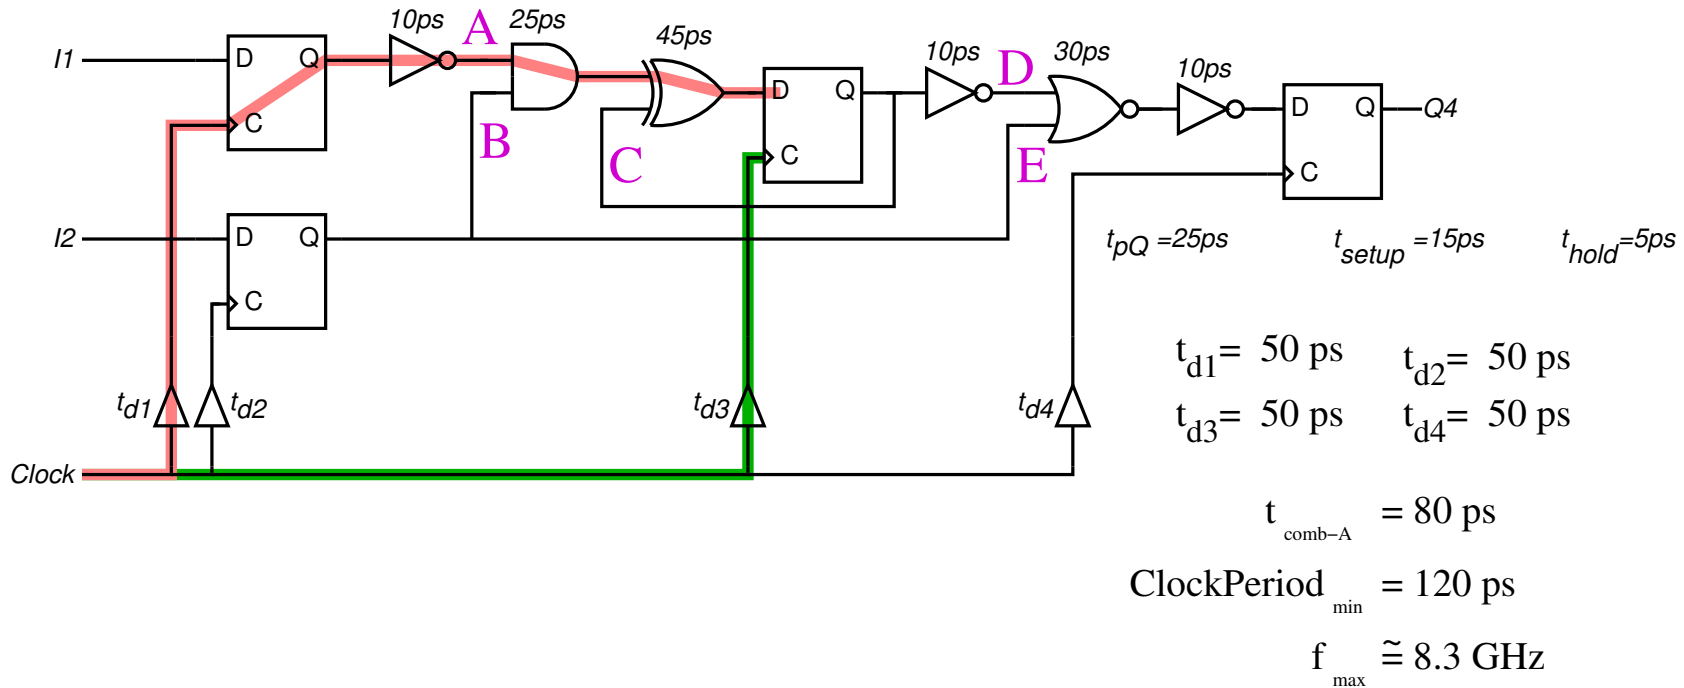 10ps
A
25ps
45ps
I1
D
Q
C
B
C
D
Q
C
10ps
D
30ps
E
10ps
D
Q
C
Q4
I2
D
Q
C
tpQ =25ps
tsetup =15ps
thold=5ps
td1
td2
td3
td4
Clock
td1= 50 ps
td2= 50 ps
td3= 50 ps
td4= 50 ps
tcomb−A = 80 ps
ClockPeriodmin = 120 ps
fmax ≅ 8.3 GHz